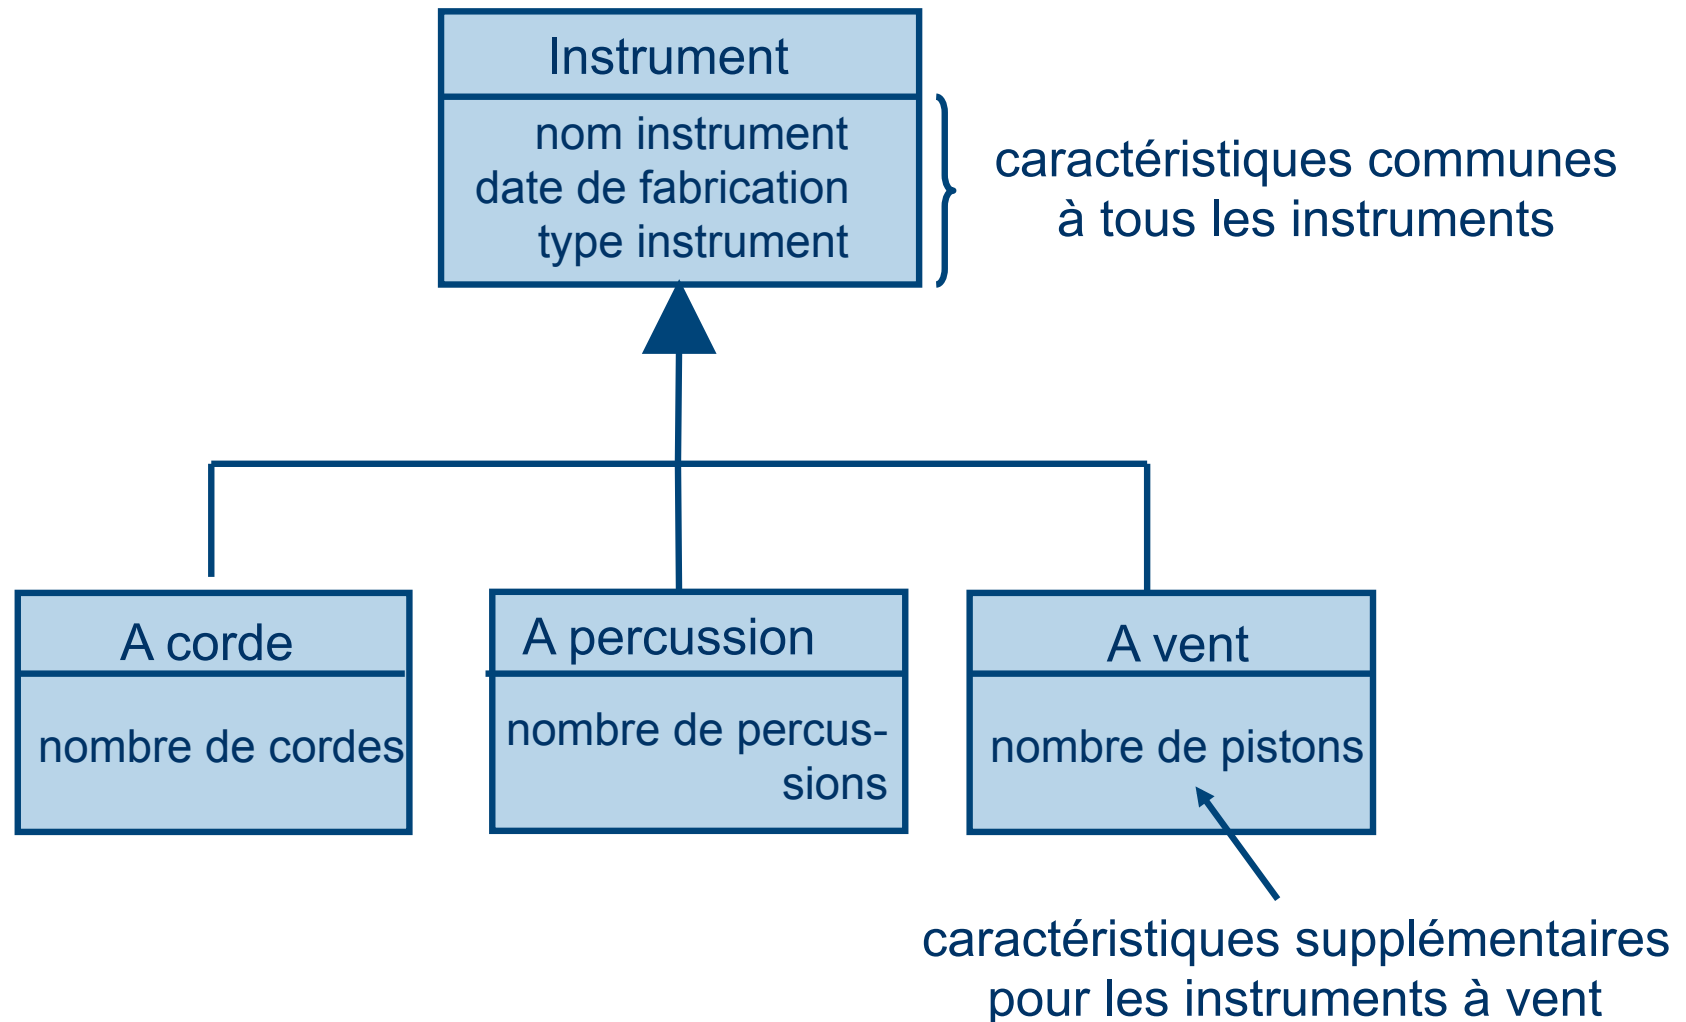 Instrument
nom instrument
date de fabrication
type instrument
caractéristiques communes
à tous les instruments
A corde
nombre de cordes
A percussion
nombre de percus-
sions
A vent
nombre de pistons
caractéristiques supplémentaires
pour les instruments à vent